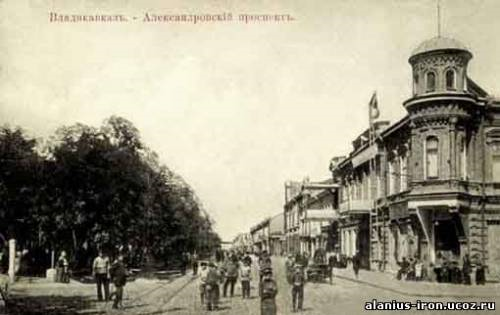 Владикавказъ. - Александровскій проспектъ.
alanius-iron.ucoz.ru